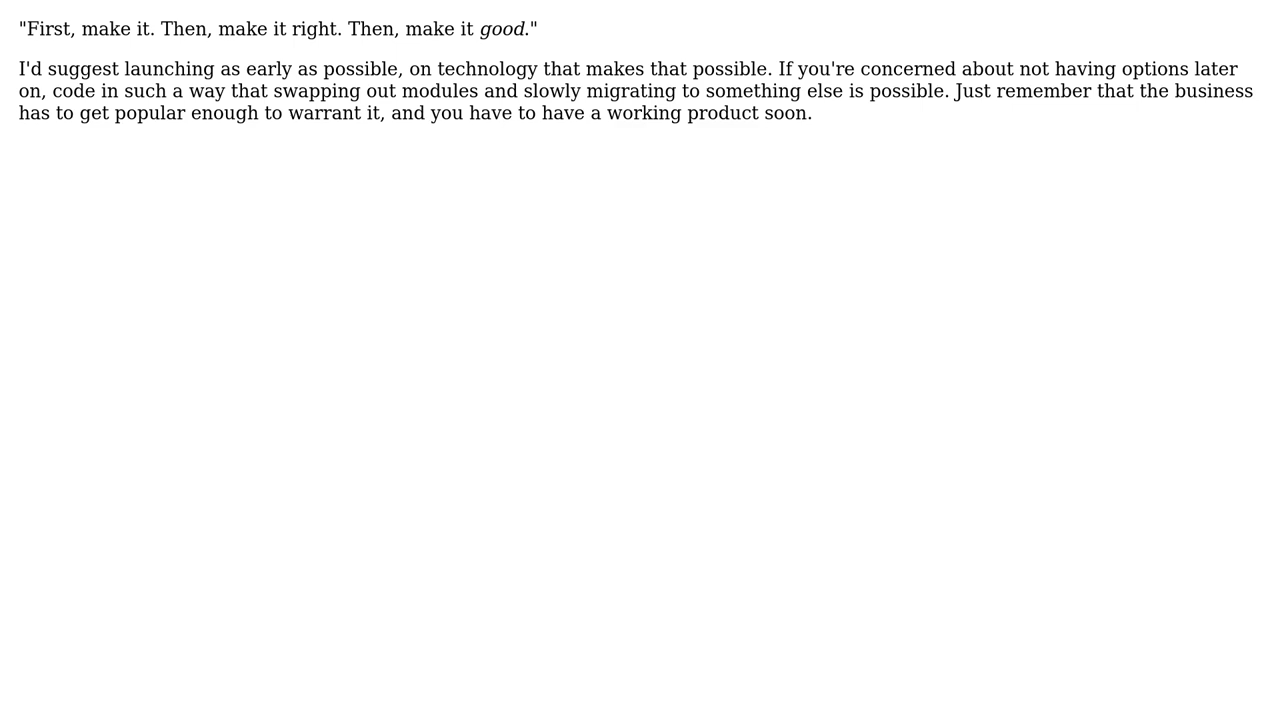 "First, make it. Then, make it right. Then, make it good."
I'd suggest launching as early as possible, on technology that makes that possible. If you're concerned about not having options later
on, code in such a way that swapping out modules and slowly migrating to something else is possible. Just remember that the business
has to get popular enough to warrant it, and you have to have a working product soon.